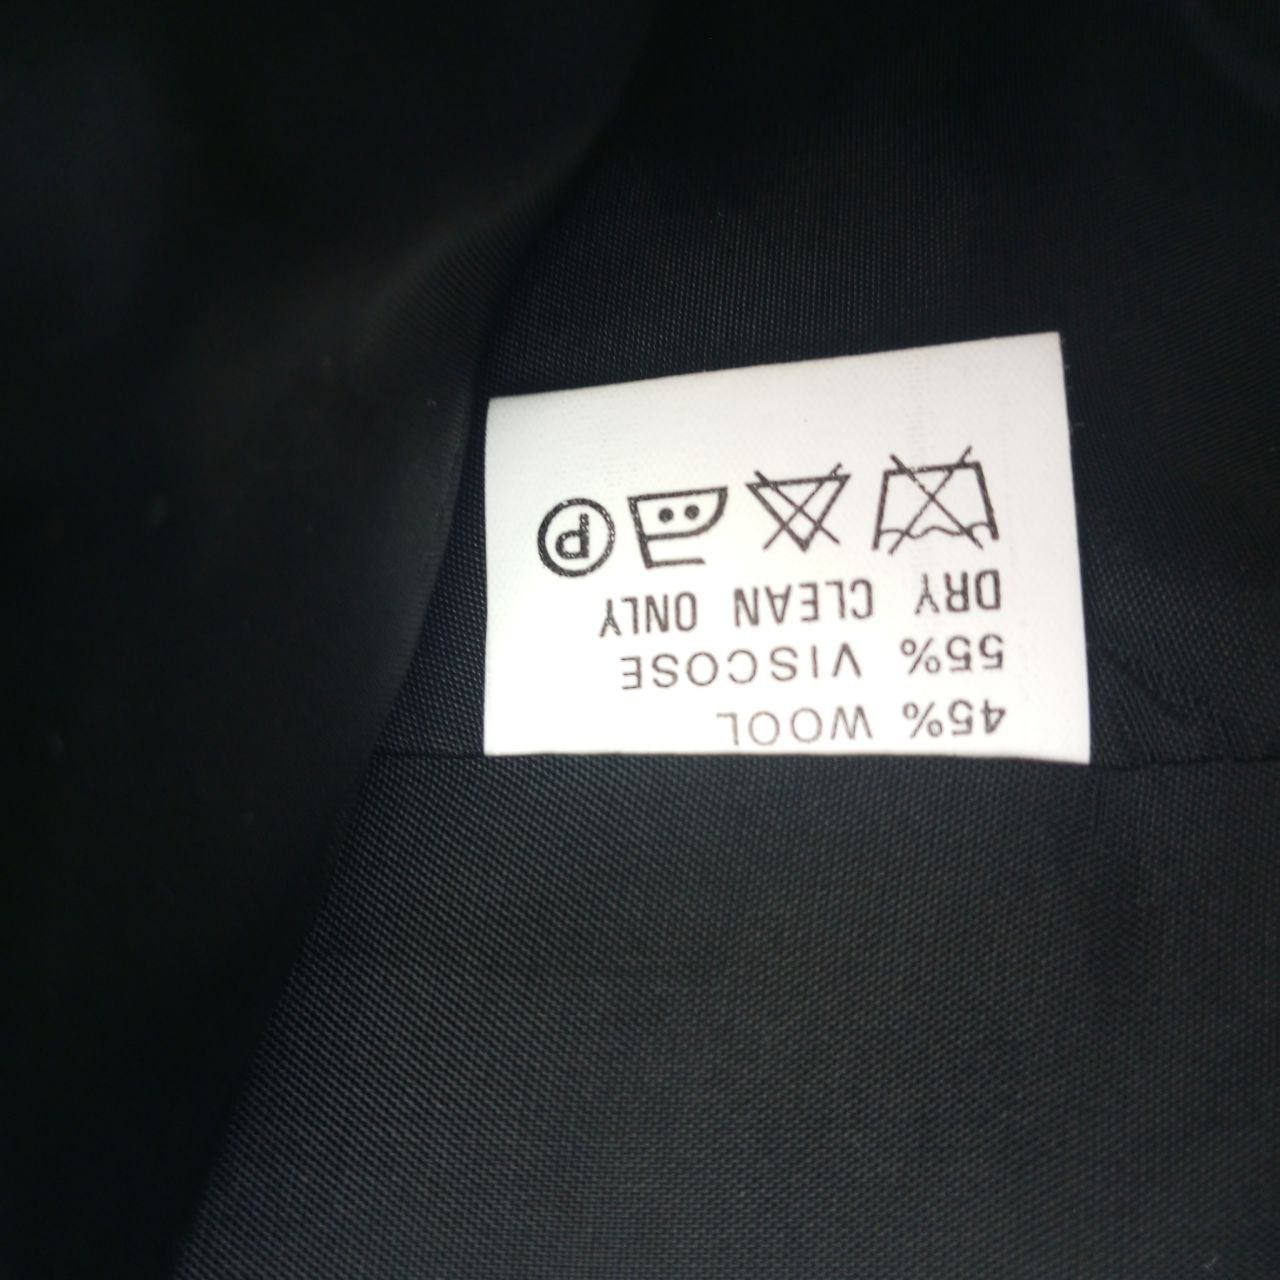 45% WOOL
55% VISCOSE
DRY CLEAN ONLY
P